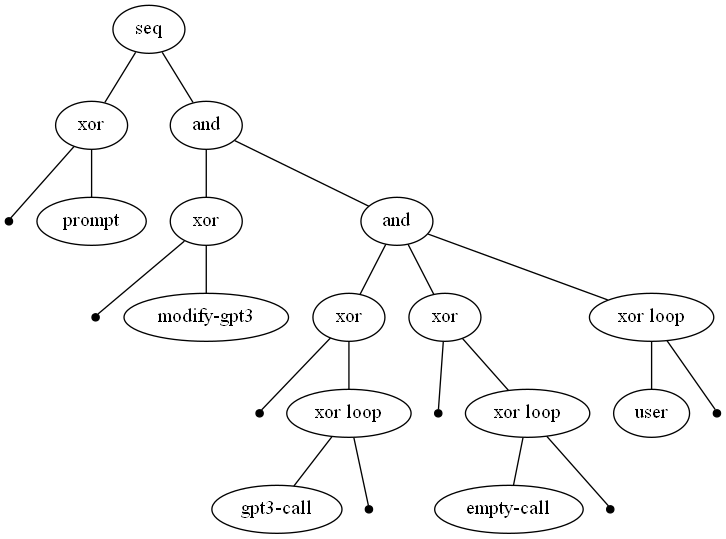 seq
xor
and
prompt
xor
and
modify-gpt3
xor
xor
xor loop
xor loop
xor loop
user
gpt3-call
empty-call